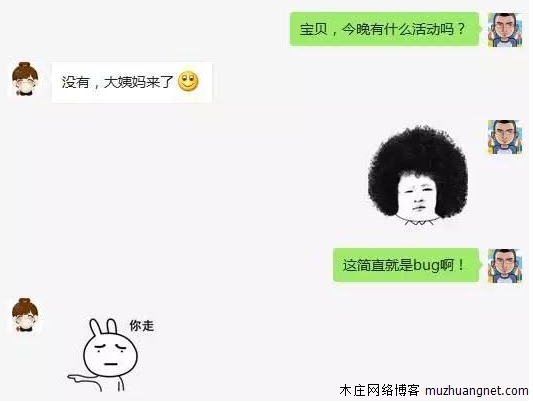 宝贝，今晚有什么活动吗？
没有，大姨妈来了
这简直就是bug啊！
你走
木庄网络博客 muzhuangnet.com